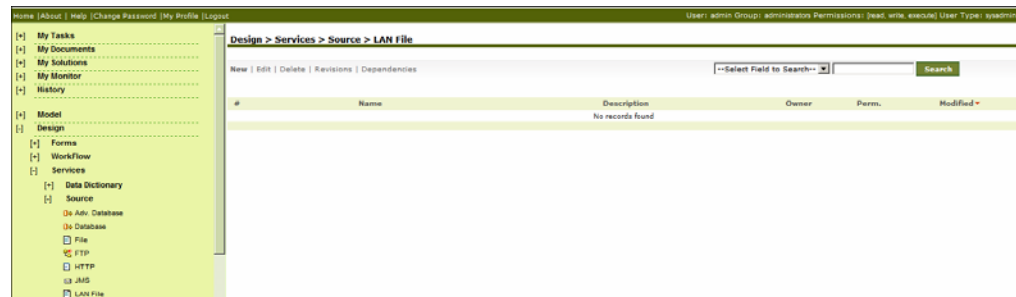 Home |About | Help |Change Password |My Profile |Logout
User: admin Group: administrators Permissions: [read, write, execute] User Type: sysadmin
[+] My Tasks
[+] My Documents
[+] My Solutions
[+] My Monitor
[+] History
[+] Model
[-] Design
[+] Forms
[+] WorkFlow
[-] Services
[+] Data Dictionary
[-] Source
Adv. Database
Database
File
FTP
HTTP
JMS
LAN File
Design > Services > Source > LAN File
New | Edit | Delete | Revisions | Dependencies
--Select Field to Search-- Search
# Name Description Owner Perm. Modified
No records found